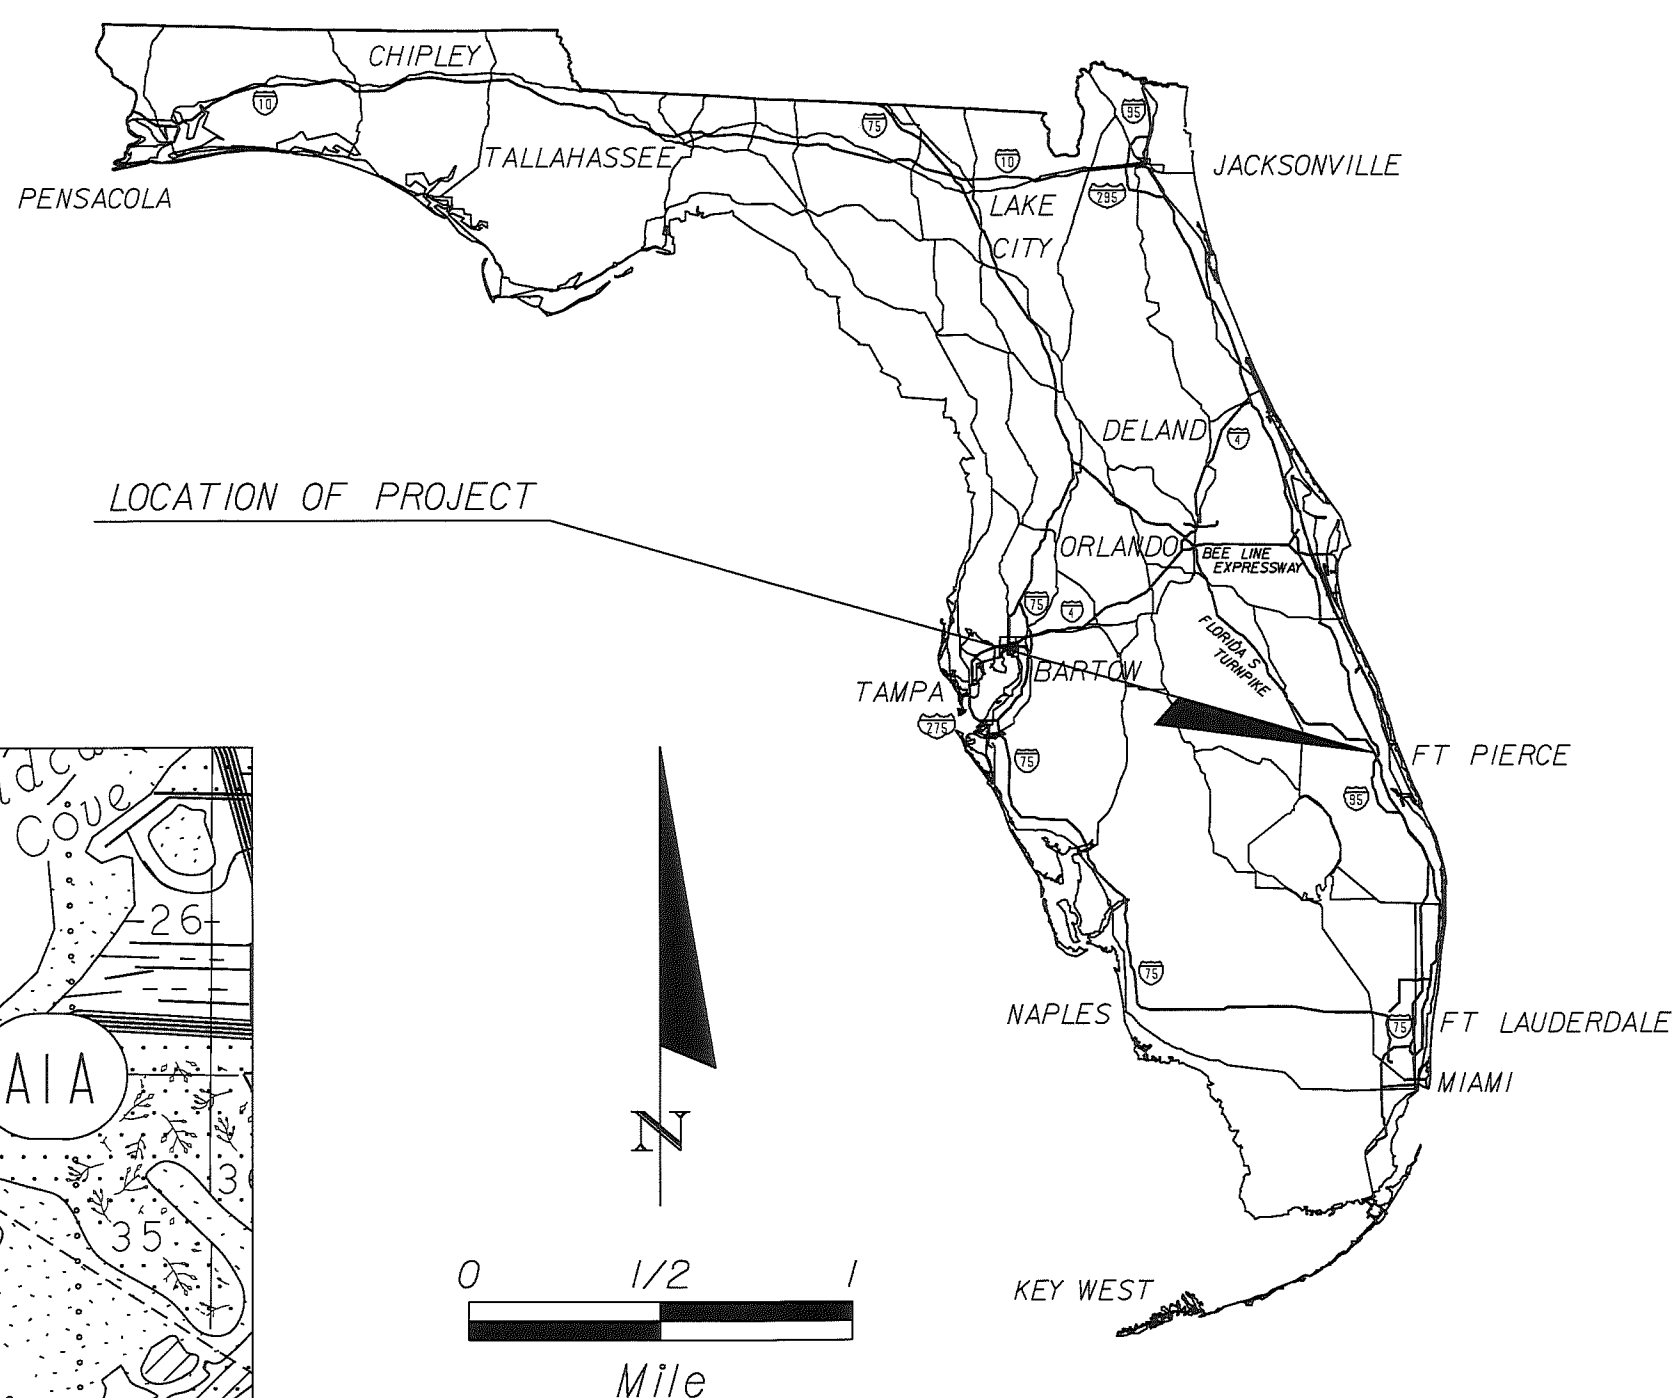 CHIPLEY
10
95
75
TALLAHASSEE
10
JACKSONVILLE
PENSACOLA
295
LAKE
CITY
DELAND
4
LOCATION OF PROJECT
ORLANDO
BEE LINE
EXPRESSWAY
75
4
FLORIDA S
TURNPIKE
BARTOW
TAMPA
275
75
FT PIERCE
95
Cove
26
75
NAPLES
75
FT LAUDERDALE
A1A
MIAMI
35
KEY WEST
N
0 1/2 1
Mile